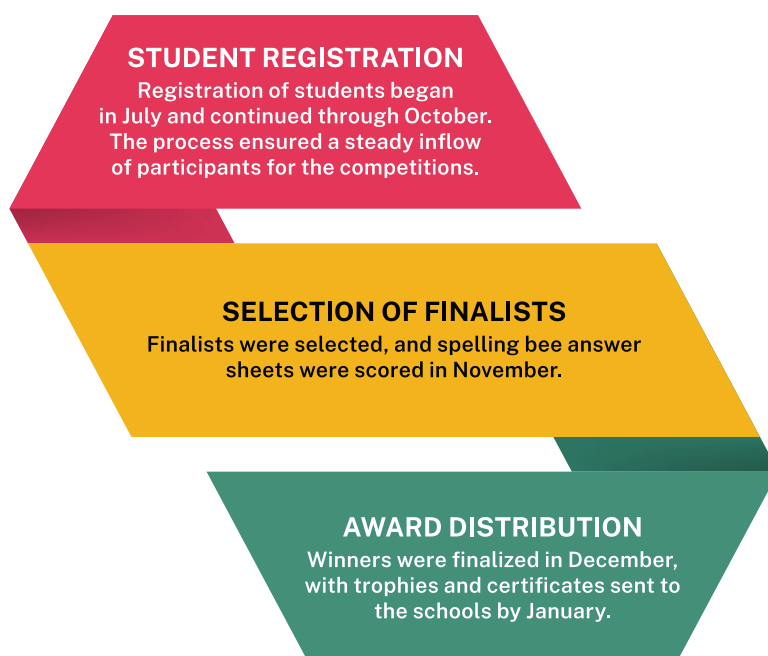 STUDENT REGISTRATION
Registration of students began
in July and continued through October.
The process ensured a steady inflow
of participants for the competitions.
SELECTION OF FINALISTS
Finalists were selected, and spelling bee answer
sheets were scored in November.
AWARD DISTRIBUTION
Winners were finalized in December,
with trophies and certificates sent to
the schools by January.